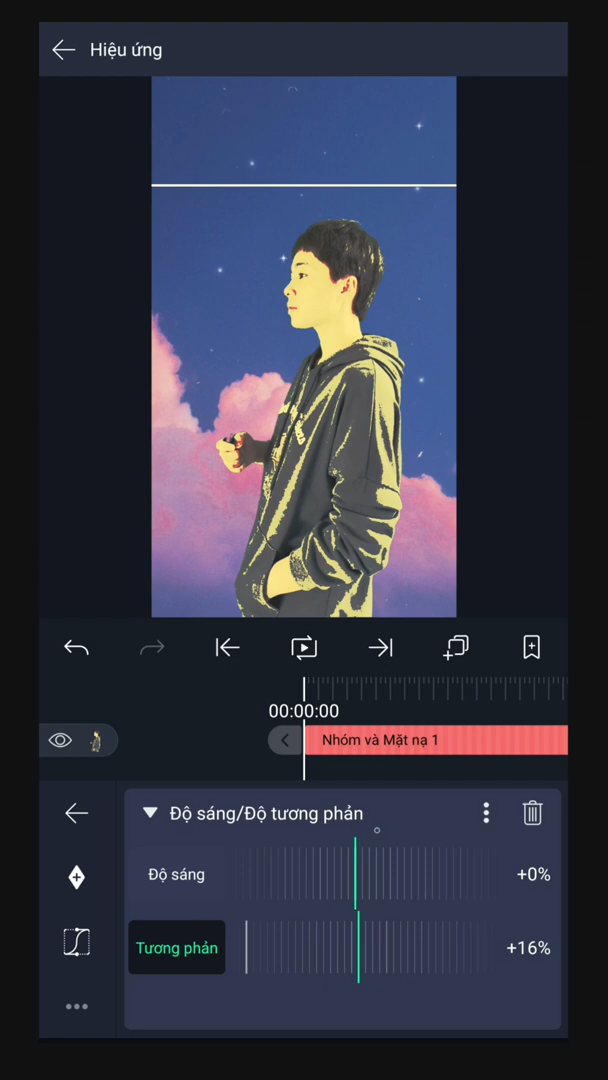 Hiệu ứng
00:00:00
Nhóm và Mặt nạ 1
Độ sáng/Độ tương phản
Độ sáng
+0%
Tương phản
+16%